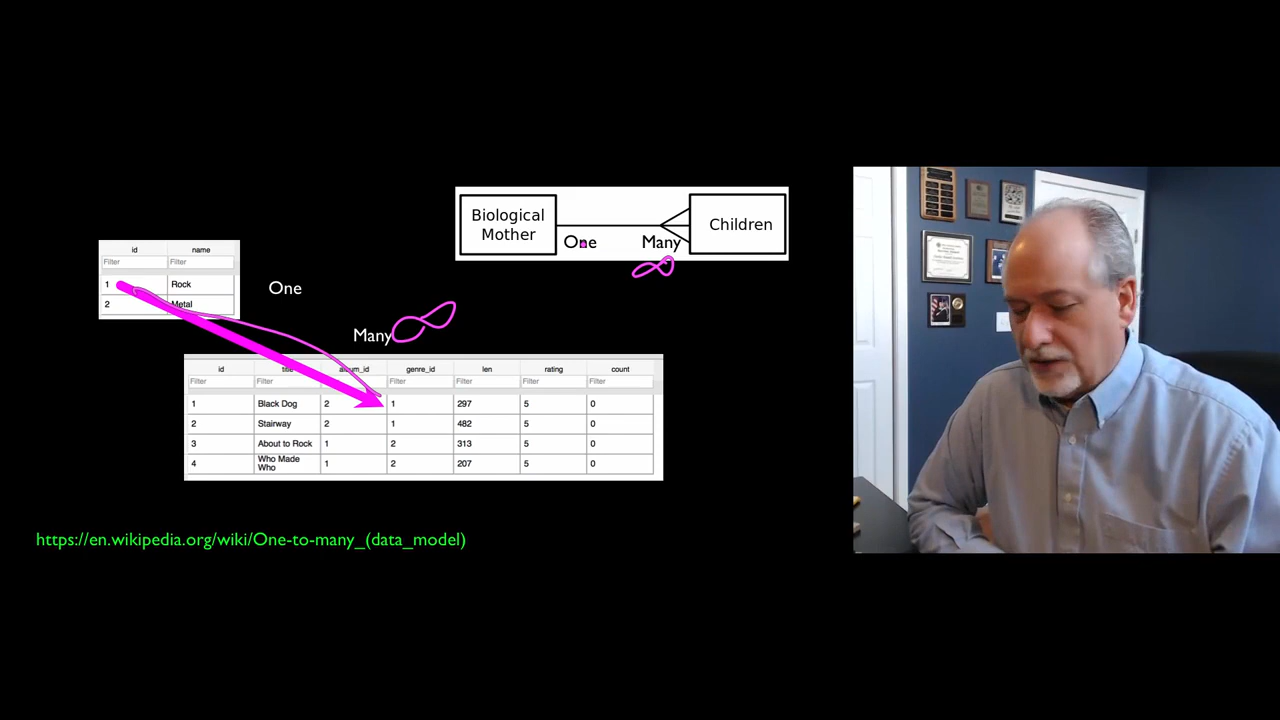 Biological
Mother
One
Many
Children
id name
Filter Filter
1 Rock
2 Metal
One
Many
id title album_id genre_id len rating count
Filter Filter Filter Filter Filter Filter Filter
1 Black Dog 2 1 297 5 0
2 Stairway 2 1 482 5 0
3 About to Rock 1 2 313 5 0
4 Who Made Who 1 2 207 5 0
https://en.wikipedia.org/wiki/One-to-many_(data_model)